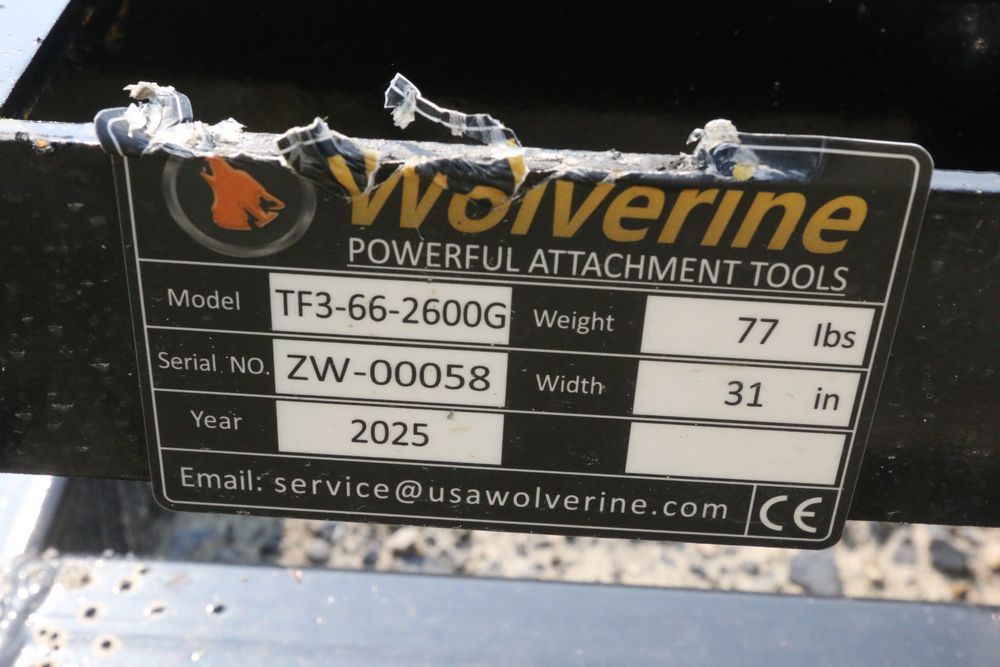 Wolverine
POWERFUL ATTACHMENT TOOLS
Model TF3-66-2600G Weight 77 lbs
Serial NO. ZW-00058 Width 31 in
Year 2025
Email: service@usawolverine.com CE